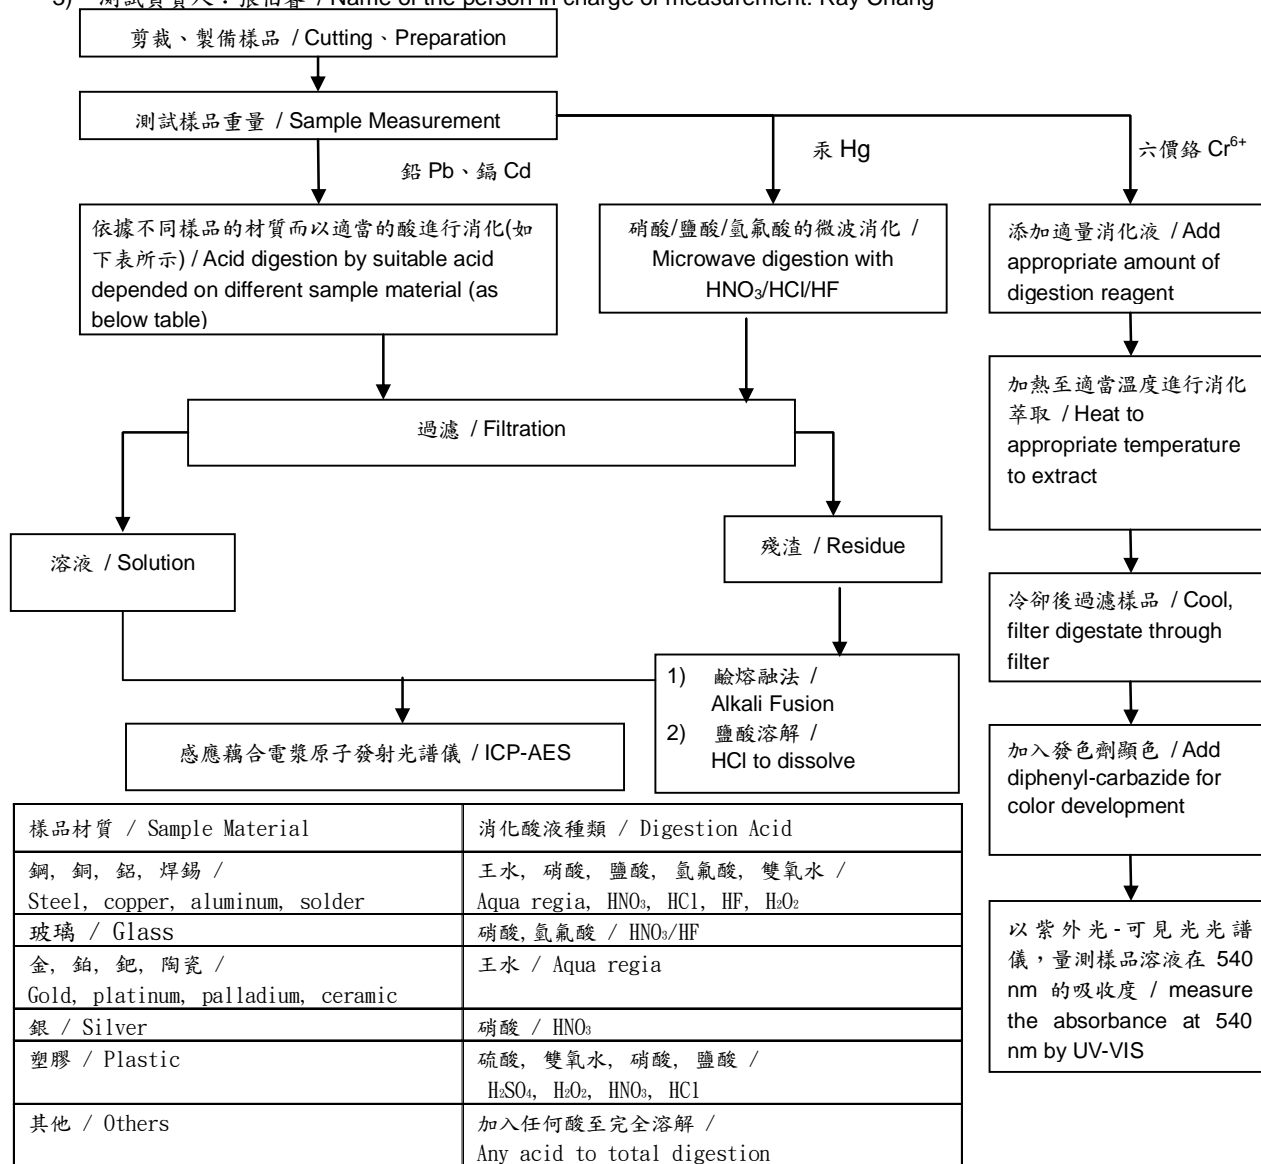 Name of the person in charge of measurement: Ray Chang
剪裁、製備樣品 / Cutting、Preparation
測試樣品重量 / Sample Measurement
鉛 Pb、鎘 Cd
汞 Hg
六價鉻 Cr⁶⁺
依據不同樣品的材質而以適當的酸進行消化(如
下表所示) / Acid digestion by suitable acid
depended on different sample material (as
below table)
硝酸/鹽酸/氫氟酸的微波消化 /
Microwave digestion with
HNO₃/HCl/HF
添加適量消化液 / Add
appropriate amount of
digestion reagent
加熱至適當溫度進行消化
萃取 / Heat to
appropriate temperature
to extract
過濾 / Filtration
溶液 / Solution
殘渣 / Residue
冷卻後過濾樣品 / Cool,
filter digestate through
filter
1) 鹼熔融法 /
Alkali Fusion
2) 鹽酸溶解 /
HCl to dissolve
感應藕合電漿原子發射光譜儀 / ICP-AES
加入發色劑顯色 / Add
diphenyl-carbazide for
color development
以紫外光-可見光光譜
儀，量測樣品溶液在 540
nm 的吸收度 / measure
the absorbance at 540
nm by UV-VIS
樣品材質 / Sample Material
消化酸液種類 / Digestion Acid
鋼, 銅, 鋁, 焊錫 /
Steel, copper, aluminum, solder
王水, 硝酸, 鹽酸, 氫氟酸, 雙氧水 /
Aqua regia, HNO₃, HCl, HF, H₂O₂
玻璃 / Glass
硝酸,氫氟酸 / HNO₃/HF
金, 鉑, 鈀, 陶瓷 /
Gold, platinum, palladium, ceramic
王水 / Aqua regia
銀 / Silver
硝酸 / HNO₃
塑膠 / Plastic
硫酸, 雙氧水, 硝酸, 鹽酸 /
H₂SO₄, H₂O₂, HNO₃, HCl
其他 / Others
加入任何酸至完全溶解 /
Any acid to total digestion